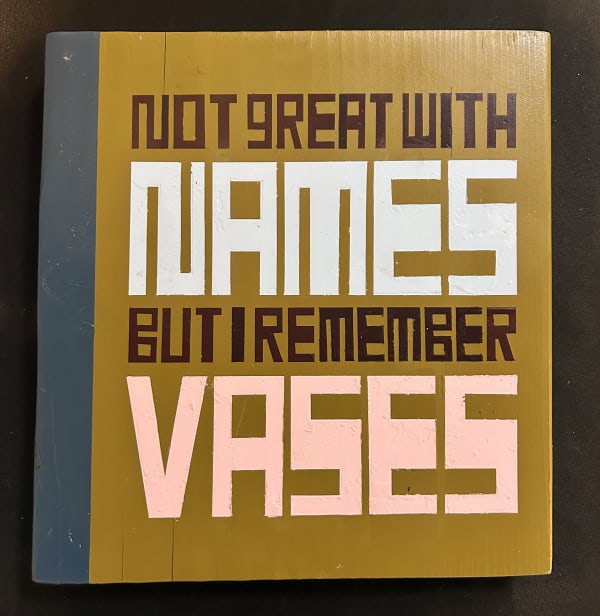 NOT GREAT WITH
NAMES
BUT I REMEMBER
VASES